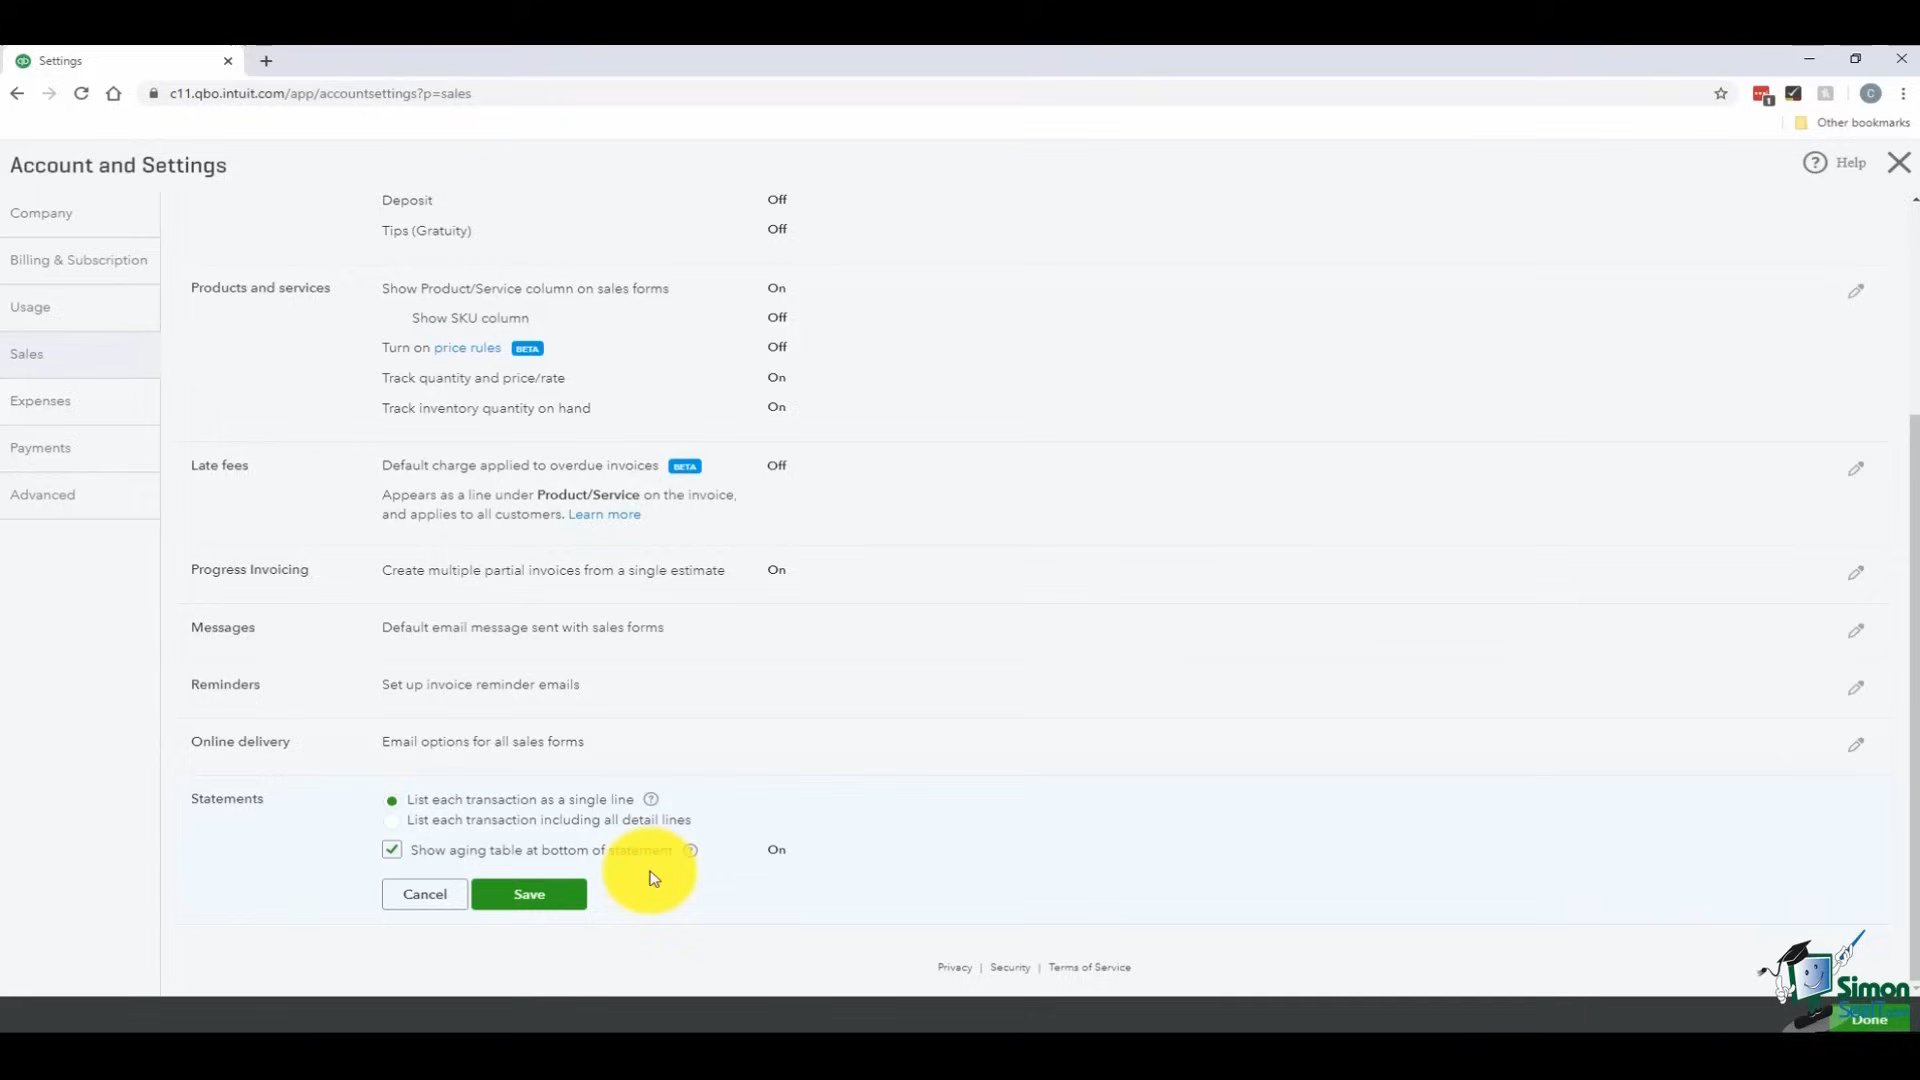 Settings
c11.qbo.intuit.com/app/accountsettings?p=sales
1
C
Other bookmarks
Account and Settings
Help
Company
Billing & Subscription
Usage
Sales
Expenses
Payments
Advanced
Deposit Off
Tips (Gratuity) Off
Products and services Show Product/Service column on sales forms On
Show SKU column Off
Turn on price rules BETA Off
Track quantity and price/rate On
Track inventory quantity on hand On
Late fees Default charge applied to overdue invoices BETA Off
Appears as a line under Product/Service on the invoice,
and applies to all customers. Learn more
Progress Invoicing Create multiple partial invoices from a single estimate On
Messages Default email message sent with sales forms
Reminders Set up invoice reminder emails
Online delivery Email options for all sales forms
Statements List each transaction as a single line
List each transaction including all detail lines
Show aging table at bottom of statement On
Cancel Save
Privacy | Security | Terms of Service
Simon
SezIT.com
Done